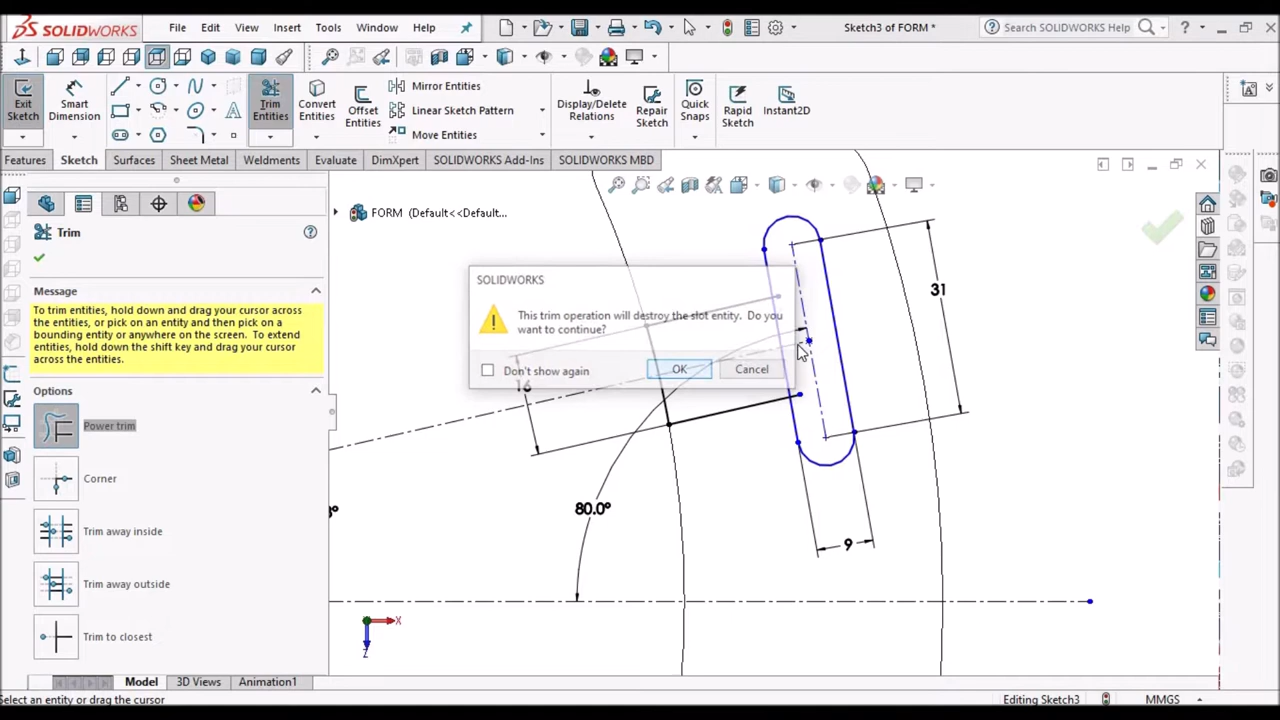 SOLIDWORKS
File Edit View Insert Tools Window Help
Sketch3 of FORM *
Search SOLIDWORKS Help
?
Exit Sketch
Smart Dimension
Trim Entities
Convert Entities
Offset Entities
Mirror Entities
Linear Sketch Pattern
Move Entities
Display/Delete Relations
Repair Sketch
Quick Snaps
Rapid Sketch
Instant2D
Features Sketch Surfaces Sheet Metal Weldments Evaluate DimXpert SOLIDWORKS Add-Ins SOLIDWORKS MBD
Trim
Message
To trim entities, hold down and drag your cursor across
the entities, or pick on an entity and then pick on a
bounding entity or anywhere on the screen. To extend
entities, hold down the shift key and drag your cursor
across the entities.
Options
Power trim
Corner
Trim away inside
Trim away outside
Trim to closest
FORM (Default<<Default...
SOLIDWORKS
This trim operation will destroy the slot entity. Do you
want to continue?
Don't show again
OK
Cancel
31
16
80.0°
9
X
Z
Model 3D Views Animation1
Select an entity or drag the cursor
Editing Sketch3
MMGS